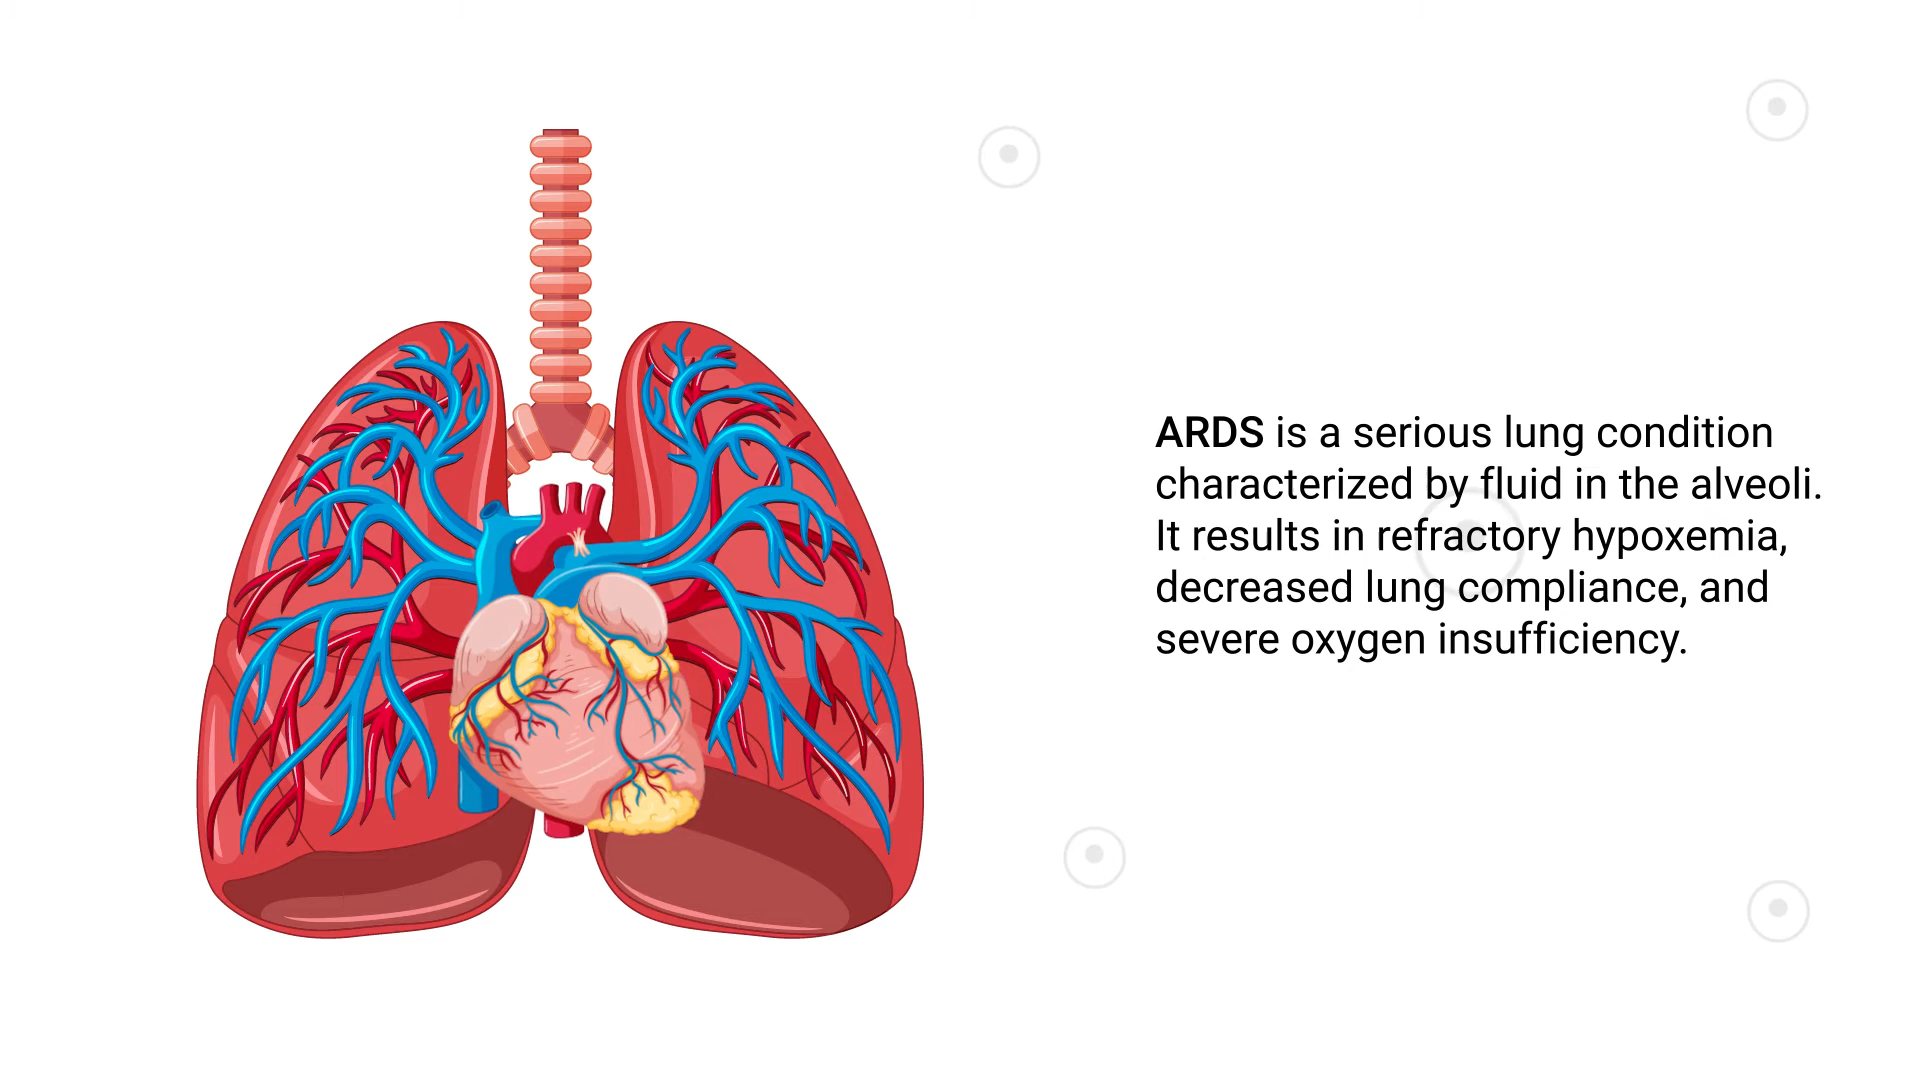 ARDS is a serious lung condition
characterized by fluid in the alveoli.
It results in refractory hypoxemia,
decreased lung compliance, and
severe oxygen insufficiency.